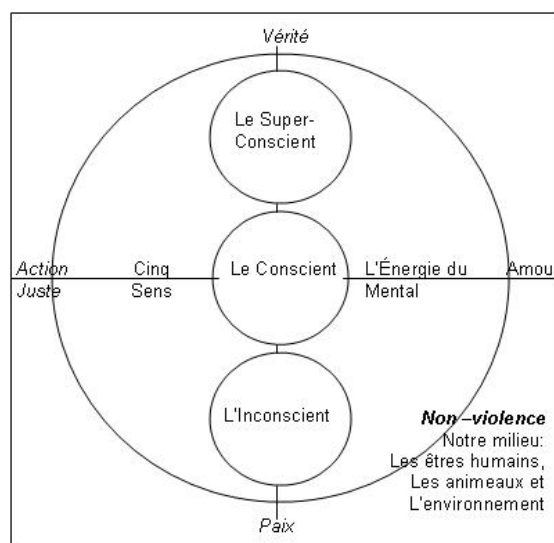 Vérité
Le Super-
Conscient
Action
Juste
Cinq
Sens
Le Conscient
L'Énergie du
Mental
Amou
L'Inconscient
Non –violence
Notre milieu:
Les êtres humains,
Les animeaux et
L'environnement
Paix